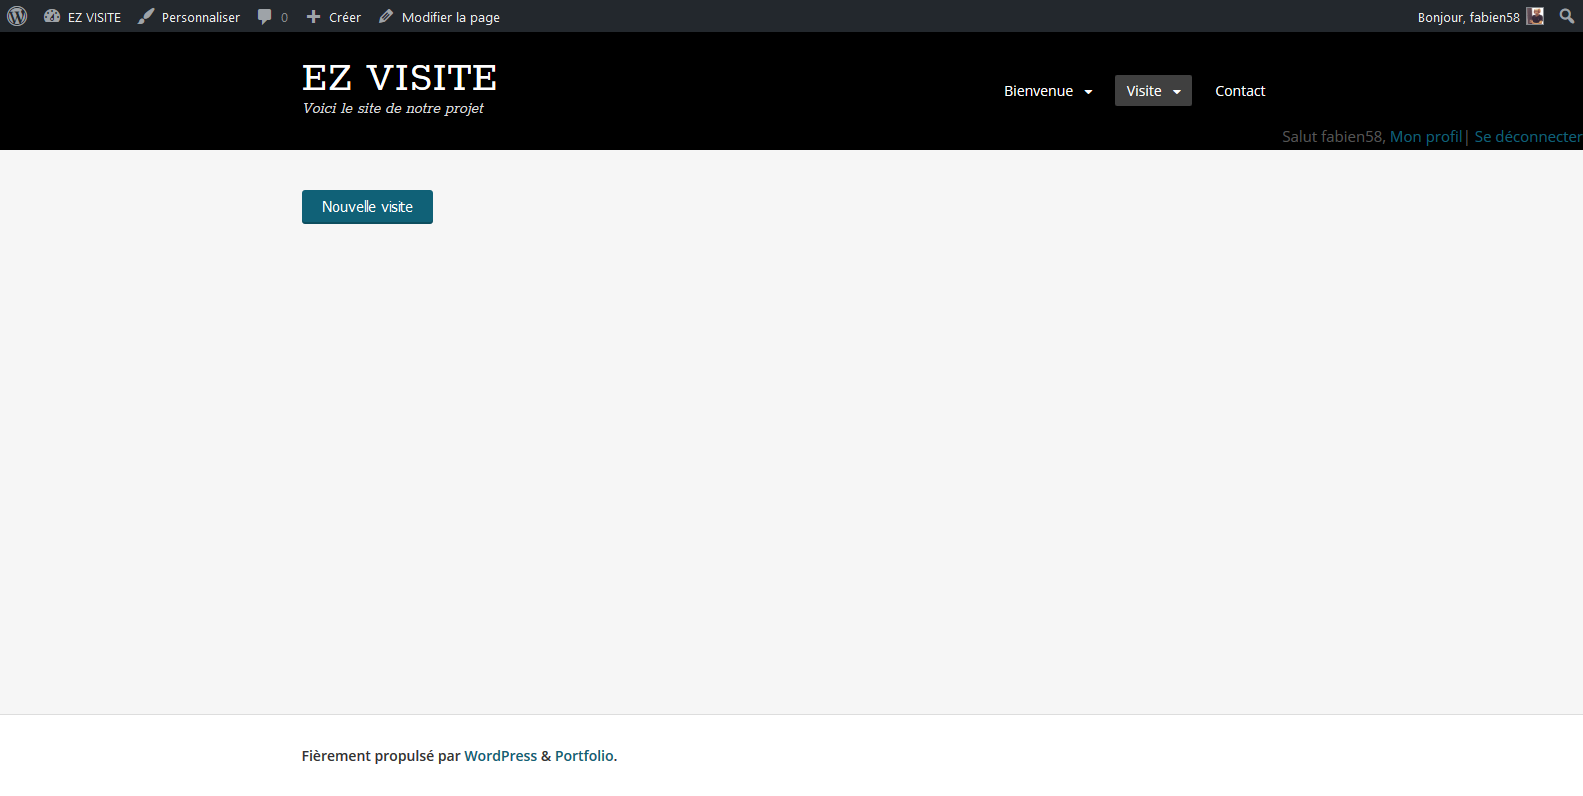 EZ VISITE Personnaliser 0 Créer Modifier la page Bonjour, fabien58
EZ VISITE
Voici le site de notre projet
Bienvenue Visite Contact
Salut fabien58, Mon profil| Se déconnecter
Nouvelle visite
Fièrement propulsé par WordPress & Portfolio.